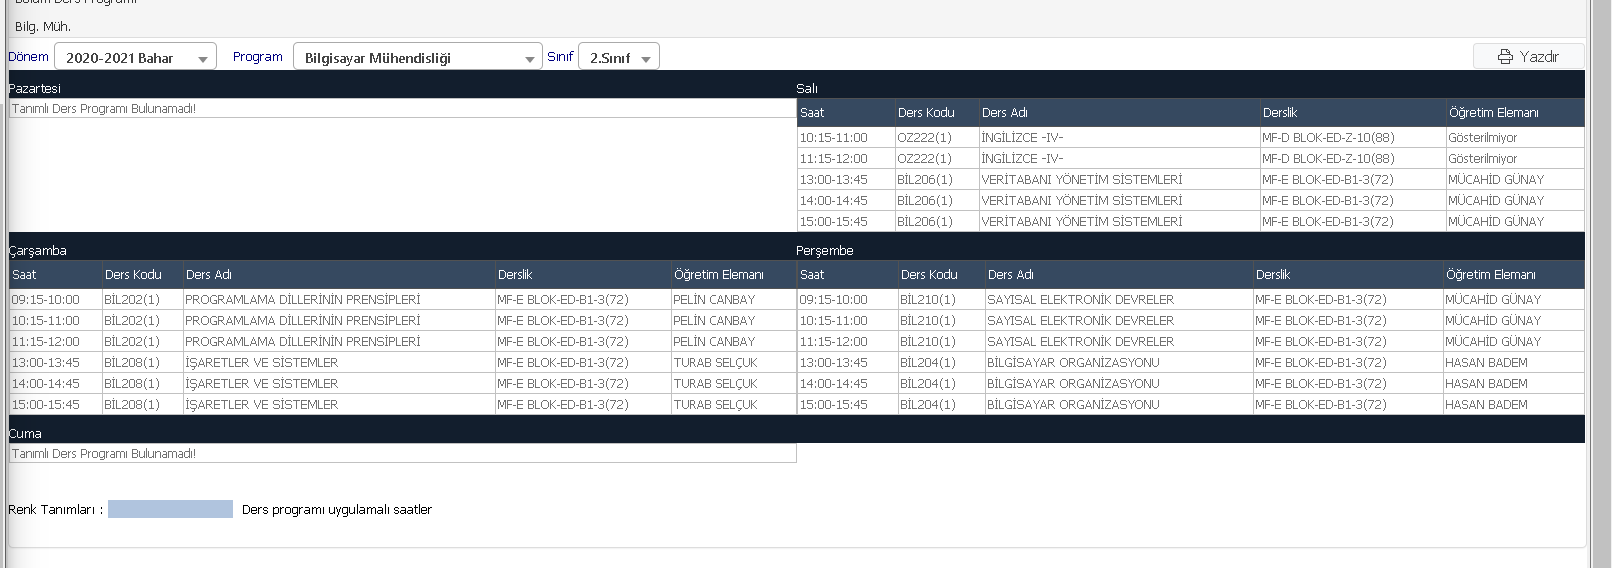 Bölüm Ders Programı
Bilg. Müh.
Dönem 2020-2021 Bahar Program Bilgisayar Mühendisliği Sınıf 2.Sınıf Yazdır
Pazartesi
Tanımlı Ders Programı Bulunamadı!
Salı
Saat Ders Kodu Ders Adı Derslik Öğretim Elemanı
10:15-11:00 OZ222(1) İNGİLİZCE -IV- MF-D BLOK-ED-Z-10(88) Gösterilmiyor
11:15-12:00 OZ222(1) İNGİLİZCE -IV- MF-D BLOK-ED-Z-10(88) Gösterilmiyor
13:00-13:45 BİL206(1) VERİTABANI YÖNETİM SİSTEMLERİ MF-E BLOK-ED-B1-3(72) MÜCAHİD GÜNAY
14:00-14:45 BİL206(1) VERİTABANI YÖNETİM SİSTEMLERİ MF-E BLOK-ED-B1-3(72) MÜCAHİD GÜNAY
15:00-15:45 BİL206(1) VERİTABANI YÖNETİM SİSTEMLERİ MF-E BLOK-ED-B1-3(72) MÜCAHİD GÜNAY
Çarşamba
Saat Ders Kodu Ders Adı Derslik Öğretim Elemanı
09:15-10:00 BİL202(1) PROGRAMLAMA DİLLERİNİN PRENSİPLERİ MF-E BLOK-ED-B1-3(72) PELİN CANBAY
10:15-11:00 BİL202(1) PROGRAMLAMA DİLLERİNİN PRENSİPLERİ MF-E BLOK-ED-B1-3(72) PELİN CANBAY
11:15-12:00 BİL202(1) PROGRAMLAMA DİLLERİNİN PRENSİPLERİ MF-E BLOK-ED-B1-3(72) PELİN CANBAY
13:00-13:45 BİL208(1) İŞARETLER VE SİSTEMLER MF-E BLOK-ED-B1-3(72) TURAB SELÇUK
14:00-14:45 BİL208(1) İŞARETLER VE SİSTEMLER MF-E BLOK-ED-B1-3(72) TURAB SELÇUK
15:00-15:45 BİL208(1) İŞARETLER VE SİSTEMLER MF-E BLOK-ED-B1-3(72) TURAB SELÇUK
Perşembe
Saat Ders Kodu Ders Adı Derslik Öğretim Elemanı
09:15-10:00 BİL210(1) SAYISAL ELEKTRONİK DEVRELER MF-E BLOK-ED-B1-3(72) MÜCAHİD GÜNAY
10:15-11:00 BİL210(1) SAYISAL ELEKTRONİK DEVRELER MF-E BLOK-ED-B1-3(72) MÜCAHİD GÜNAY
11:15-12:00 BİL210(1) SAYISAL ELEKTRONİK DEVRELER MF-E BLOK-ED-B1-3(72) MÜCAHİD GÜNAY
13:00-13:45 BİL204(1) BİLGİSAYAR ORGANİZASYONU MF-E BLOK-ED-B1-3(72) HASAN BADEM
14:00-14:45 BİL204(1) BİLGİSAYAR ORGANİZASYONU MF-E BLOK-ED-B1-3(72) HASAN BADEM
15:00-15:45 BİL204(1) BİLGİSAYAR ORGANİZASYONU MF-E BLOK-ED-B1-3(72) HASAN BADEM
Cuma
Tanımlı Ders Programı Bulunamadı!
Renk Tanımları : Ders programı uygulamalı saatler